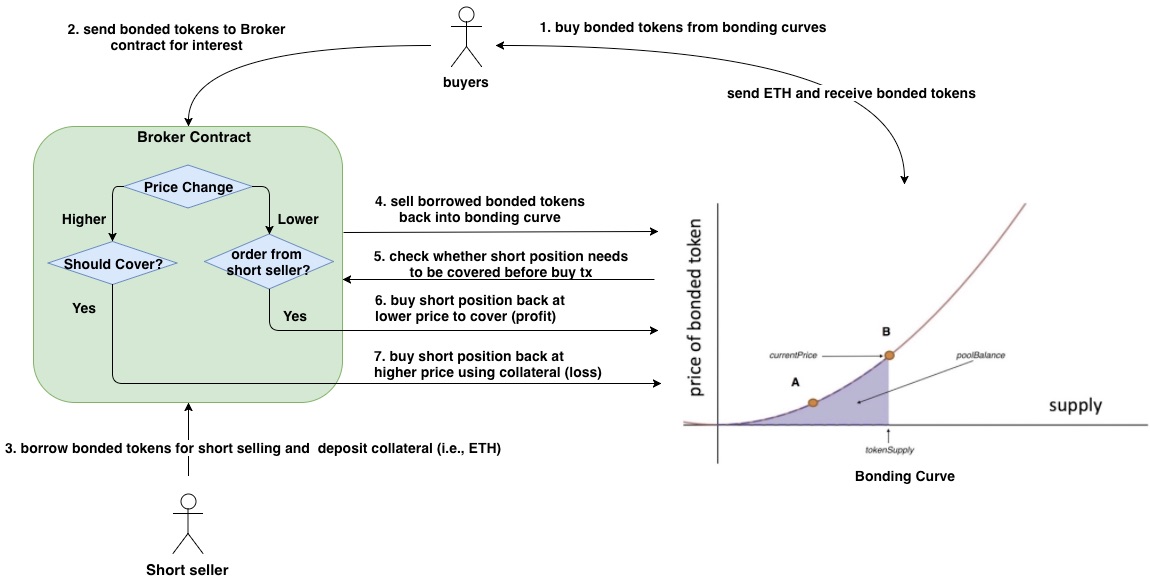 2. send bonded tokens to Broker
contract for interest
buyers
1. buy bonded tokens from bonding curves
send ETH and receive bonded tokens
Broker Contract
Price Change
Higher
Lower
Should Cover?
order from
short seller?
Yes
Yes
4. sell borrowed bonded tokens
back into bonding curve
5. check whether short position needs
to be covered before buy tx
6. buy short position back at
lower price to cover (profit)
7. buy short position back at
higher price using collateral (loss)
price of bonded token
B
currentPrice
poolBalance
A
supply
tokenSupply
Bonding Curve
3. borrow bonded tokens for short selling and  deposit collateral (i.e., ETH)
Short seller